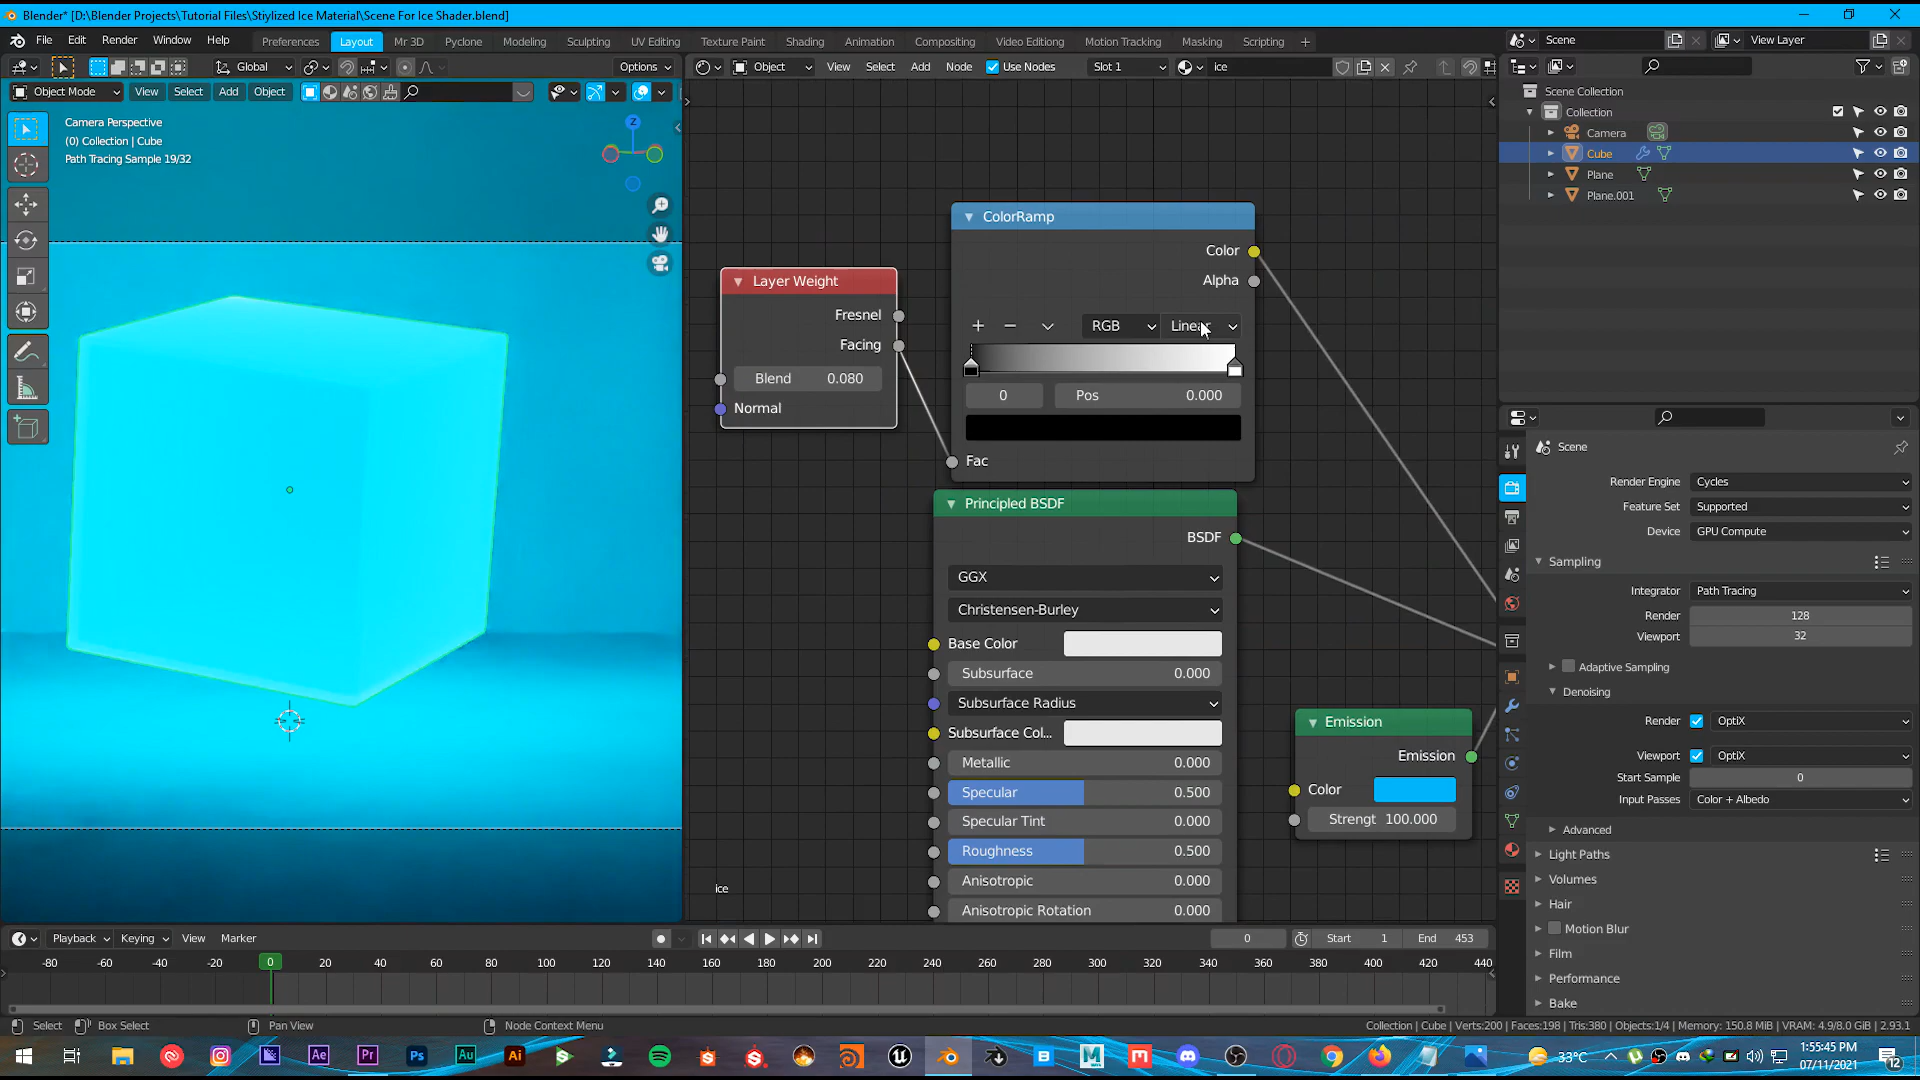 Blender* [D:\Blender Projects\Tutorial Files\Stiylized Ice Material\Scene For Ice Shader.blend]
File Edit Render Window Help Preferences Layout Mr 3D Pyclone Modeling Sculpting UV Editing Texture Paint Shading Animation Compositing Video Editiong Motion Tracking Masking Scripting + Scene View Layer
Global Options Object View Select Add Node Use Nodes Slot 1 ice
Object Mode View Select Add Object
Scene Collection
Collection
Camera
Cube
Plane
Plane.001
Camera Perspective
(0) Collection | Cube
Path Tracing Sample 19/32
Z
ColorRamp
Color
Alpha
RGB Linear
0 Pos 0.000
Fac
Layer Weight
Fresnel
Facing
Blend 0.080
Normal
Principled BSDF
BSDF
GGX
Christensen-Burley
Base Color
Subsurface 0.000
Subsurface Radius
Subsurface Col...
Metallic 0.000
Specular 0.500
Specular Tint 0.000
Roughness 0.500
Anisotropic 0.000
Anisotropic Rotation 0.000
Emission
Emission
Color
Strengt 100.000
ice
Scene
Render Engine Cycles
Feature Set Supported
Device GPU Compute
Sampling
Integrator Path Tracing
Render 128
Viewport 32
Adaptive Sampling
Denoising
Render OptiX
Viewport OptiX
Start Sample 0
Input Passes Color + Albedo
Advanced
Light Paths
Volumes
Hair
Motion Blur
Film
Performance
Bake
Playback Keying View Marker 0 Start 1 End 453
-80 -60 -40 -20 0 20 40 60 80 100 120 140 160 180 200 220 240 260 280 300 320 340 360 380 400 420 440
Select Box Select Pan View Node Context Menu Collection | Cube | Verts:200 | Faces:198 | Tris:380 | Objects:1/4 | Memory: 150.8 MiB | VRAM: 4.9/8.0 GiB | 2.93.1
Ae Pr Ps Au Ai B M M 33°C 1:55:45 PM
07/11/2021
12